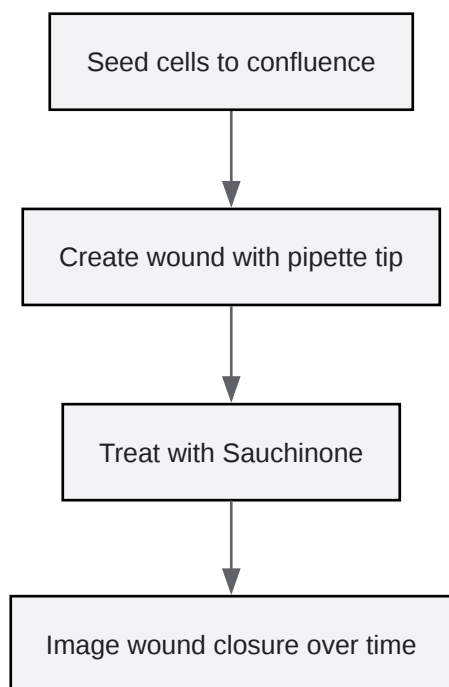 Seed cells to confluence
Create wound with pipette tip
Treat with Sauchinone
Image wound closure over time